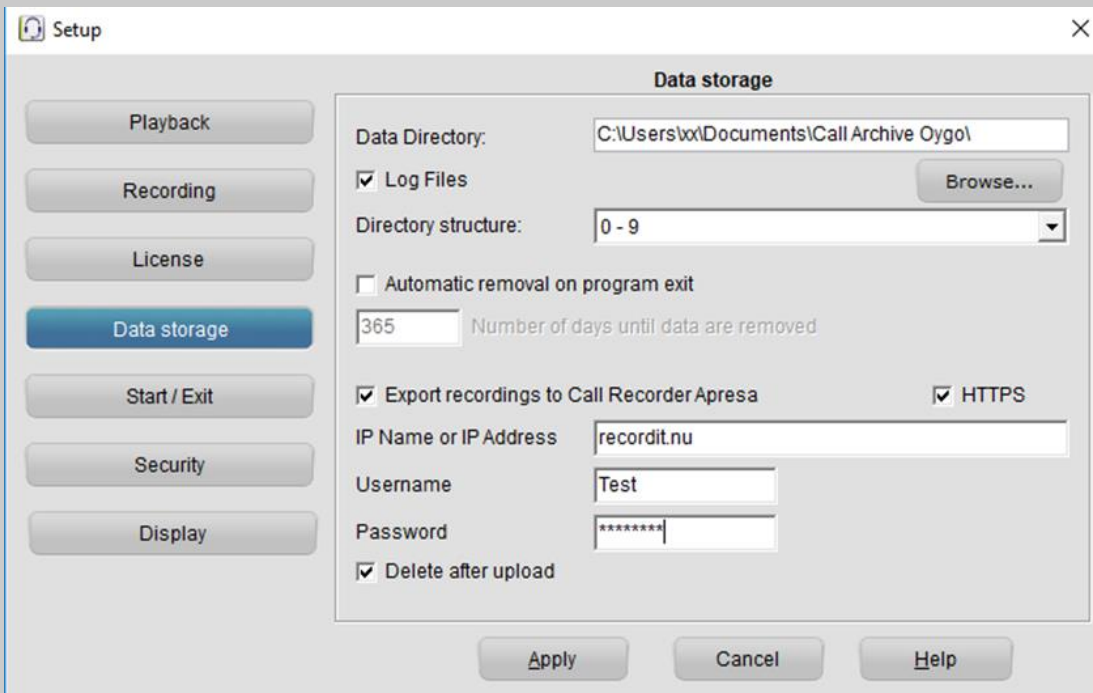 Setup
Data storage
Playback
Recording
License
Data storage
Start / Exit
Security
Display
Data Directory: C:\Users\xx\Documents\Call Archive Oygo\
Log Files Browse...
Directory structure: 0 - 9
Automatic removal on program exit
365 Number of days until data are removed
Export recordings to Call Recorder Apresa HTTPS
IP Name or IP Address recordit.nu
Username Test
Password ********
Delete after upload
Apply Cancel Help